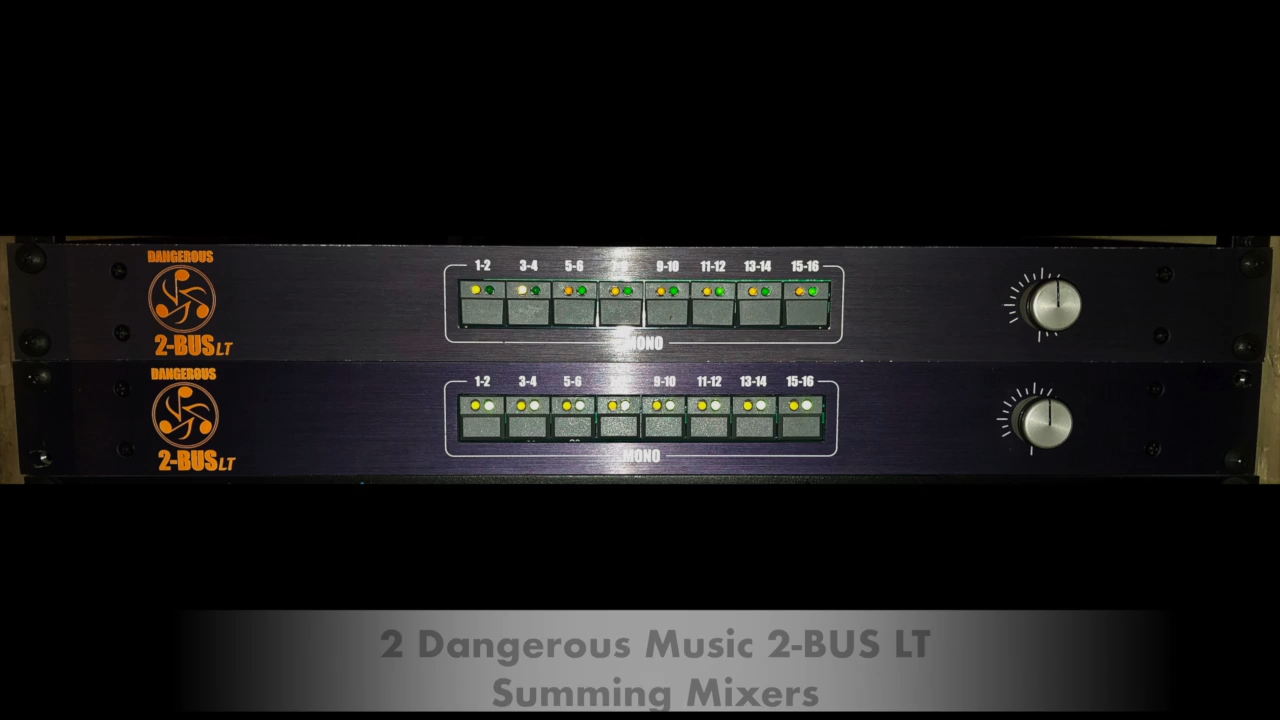 DANGEROUS
2-BUS LT
1-2 3-4 5-6 7-8 9-10 11-12 13-14 15-16
MONO
DANGEROUS
2-BUS LT
1-2 3-4 5-6 9-10 11-12 13-14 15-16
MONO
2 Dangerous Music 2-BUS LT
Summing Mixers